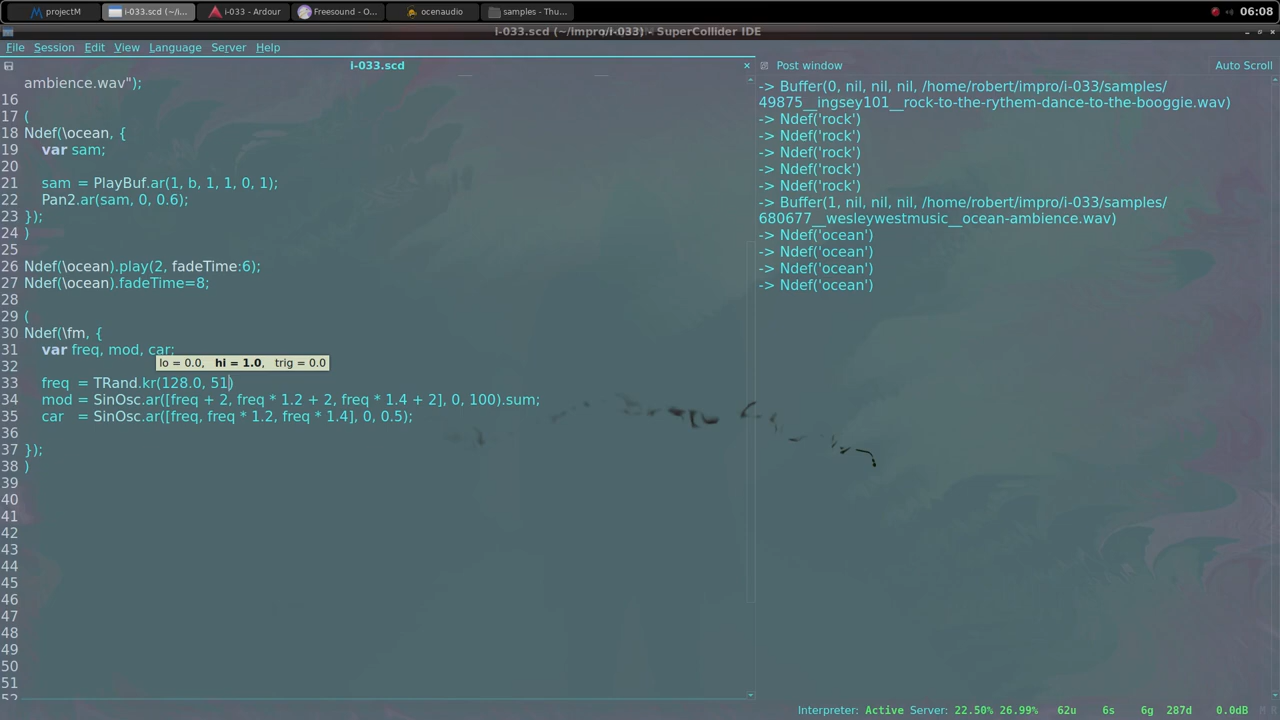 projectM
i-033.scd (~/i...
i-033 - Ardour
Freesound - O...
ocenaudio
samples - Thu...
06:08
i-033.scd (~/impro/i-033) - SuperCollider IDE
File Session Edit View Language Server Help
i-033.scd
Post window
Auto Scroll
ambience.wav");
16
17 (
18 Ndef(\ocean, {
19 var sam;
20
21 sam = PlayBuf.ar(1, b, 1, 1, 0, 1);
22 Pan2.ar(sam, 0, 0.6);
23 });
24 )
25
26 Ndef(\ocean).play(2, fadeTime:6);
27 Ndef(\ocean).fadeTime=8;
28
29 (
30 Ndef(\fm, {
31 var freq, mod, car;
lo = 0.0, hi = 1.0, trig = 0.0
32
33 freq = TRand.kr(128.0, 51)
34 mod = SinOsc.ar([freq + 2, freq * 1.2 + 2, freq * 1.4 + 2], 0, 100).sum;
35 car = SinOsc.ar([freq, freq * 1.2, freq * 1.4], 0, 0.5);
36
37 });
38 )
39
40
41
42
43
44
45
46
47
48
49
50
51
52
-> Buffer(0, nil, nil, nil, /home/robert/impro/i-033/samples/
49875__ingsey101__rock-to-the-rythem-dance-to-the-booggie.wav)
-> Ndef('rock')
-> Ndef('rock')
-> Ndef('rock')
-> Ndef('rock')
-> Ndef('rock')
-> Buffer(1, nil, nil, nil, /home/robert/impro/i-033/samples/
680677__wesleywestmusic__ocean-ambience.wav)
-> Ndef('ocean')
-> Ndef('ocean')
-> Ndef('ocean')
-> Ndef('ocean')
Interpreter: Active Server: 22.50% 26.99% 62u 6s 6g 287d 0.0dB M R